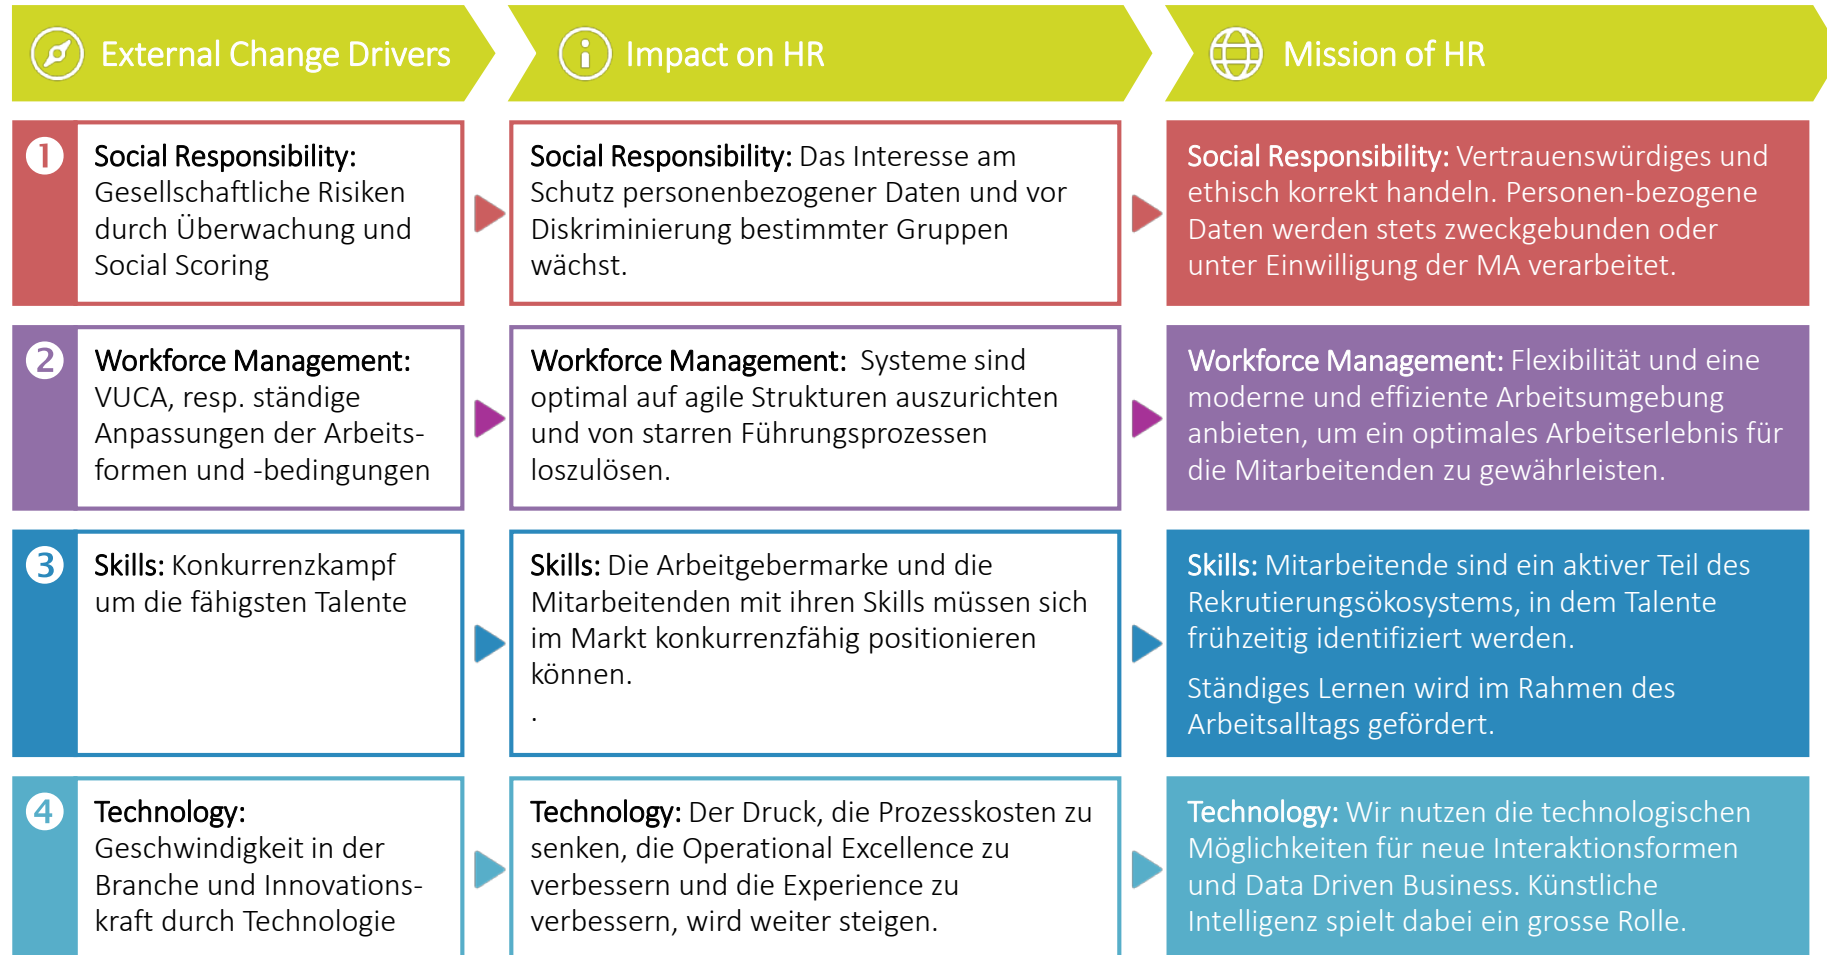 External Change Drivers
Impact on HR
Mission of HR
1
Social Responsibility:
Gesellschaftliche Risiken
durch Überwachung und
Social Scoring
Social Responsibility: Das Interesse am
Schutz personenbezogener Daten und vor
Diskriminierung bestimmter Gruppen
wächst.
Social Responsibility: Vertrauenswürdiges und
ethisch korrekt handeln. Personen-bezogene
Daten werden stets zweckgebunden oder
unter Einwilligung der MA verarbeitet.
2
Workforce Management:
VUCA, resp. ständige
Anpassungen der Arbeits-
formen und -bedingungen
Workforce Management: Systeme sind
optimal auf agile Strukturen auszurichten
und von starren Führungsprozessen
loszulösen.
Workforce Management: Flexibilität und eine
moderne und effiziente Arbeitsumgebung
anbieten, um ein optimales Arbeitserlebnis für
die Mitarbeitenden zu gewährleisten.
3
Skills: Konkurrenzkampf
um die fähigsten Talente
Skills: Die Arbeitgebermarke und die
Mitarbeitenden mit ihren Skills müssen sich
im Markt konkurrenzfähig positionieren
können.
.
Skills: Mitarbeitende sind ein aktiver Teil des
Rekrutierungsökosystems, in dem Talente
frühzeitig identifiziert werden.
Ständiges Lernen wird im Rahmen des
Arbeitsalltags gefördert.
4
Technology:
Geschwindigkeit in der
Branche und Innovations-
kraft durch Technologie
Technology: Der Druck, die Prozesskosten zu
senken, die Operational Excellence zu
verbessern und die Experience zu
verbessern, wird weiter steigen.
Technology: Wir nutzen die technologischen
Möglichkeiten für neue Interaktionsformen
und Data Driven Business. Künstliche
Intelligenz spielt dabei ein grosse Rolle.